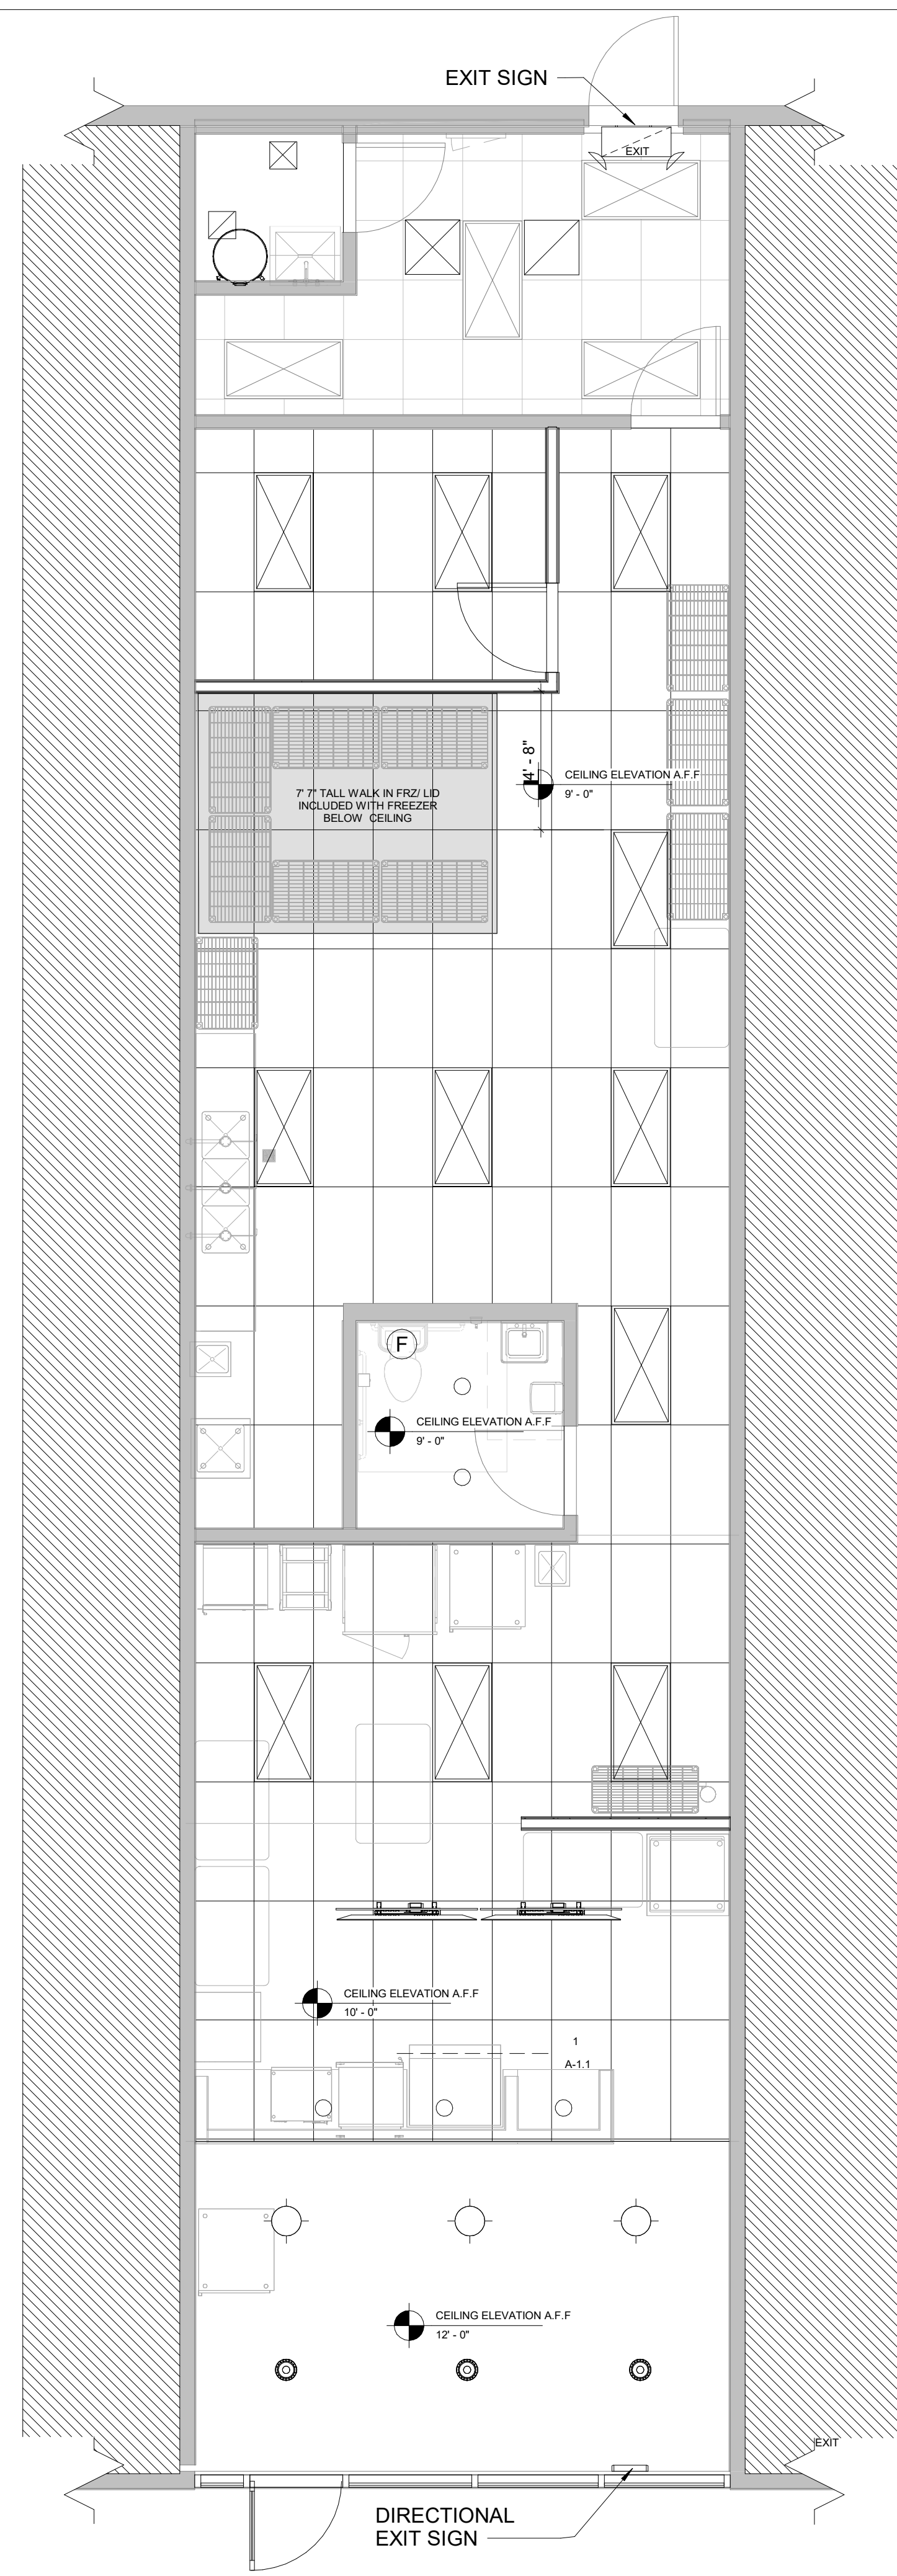 EXIT SIGN
EXIT
4' - 8"
CEILING ELEVATION A.F.F
9' - 0"
7' 7" TALL WALK IN FRZ/ LID
INCLUDED WITH FREEZER
BELOW CEILING
F
CEILING ELEVATION A.F.F
9' - 0"
CEILING ELEVATION A.F.F
10' - 0"
1
A-1.1
CEILING ELEVATION A.F.F
12' - 0"
EXIT
DIRECTIONAL
EXIT SIGN